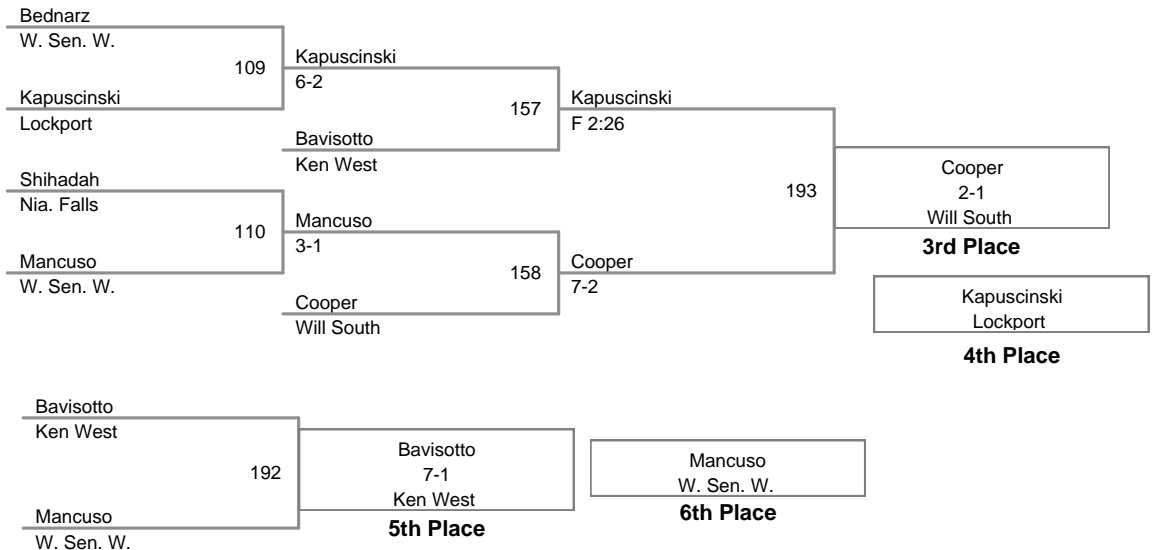 Bednarz
W. Sen. W.
109
Kapuscinski
6-2
Kapuscinski
Lockport
157
Kapuscinski
F 2:26
Bavisotto
Ken West
Shihadah
Nia. Falls
110
Mancuso
3-1
Mancuso
W. Sen. W.
158
Cooper
7-2
Cooper
Will South
193
Cooper
2-1
Will South
3rd Place
Kapuscinski
Lockport
4th Place
Bavisotto
Ken West
192
Mancuso
W. Sen. W.
Bavisotto
7-1
Ken West
5th Place
Mancuso
W. Sen. W.
6th Place